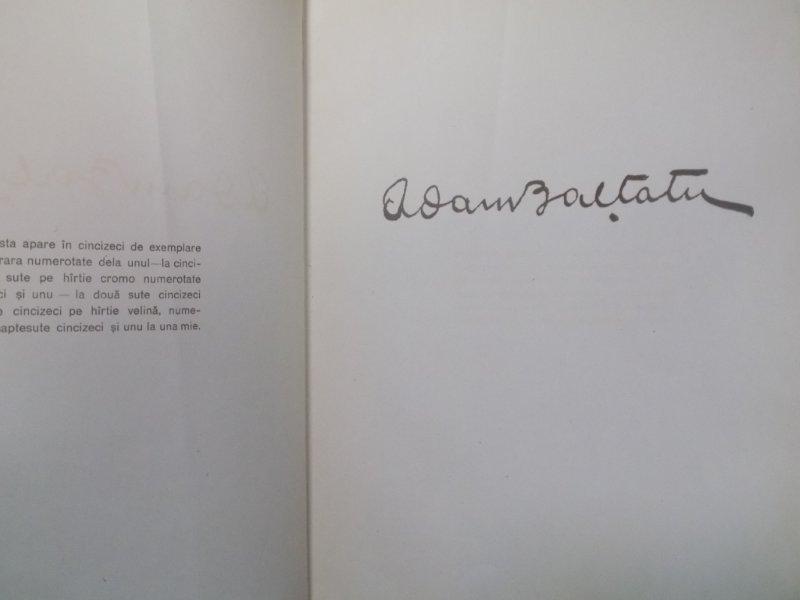 sta apare în cincizeci de exemplare
rara numerotate dela unul—la cinci-
sute pe hîrtie cromo numerotate
ci și unu — la două sute cincizeci
cincizeci pe hîrtie velină, nume-
aptesute cincizeci și unu la una mie.
Adam Balțatu